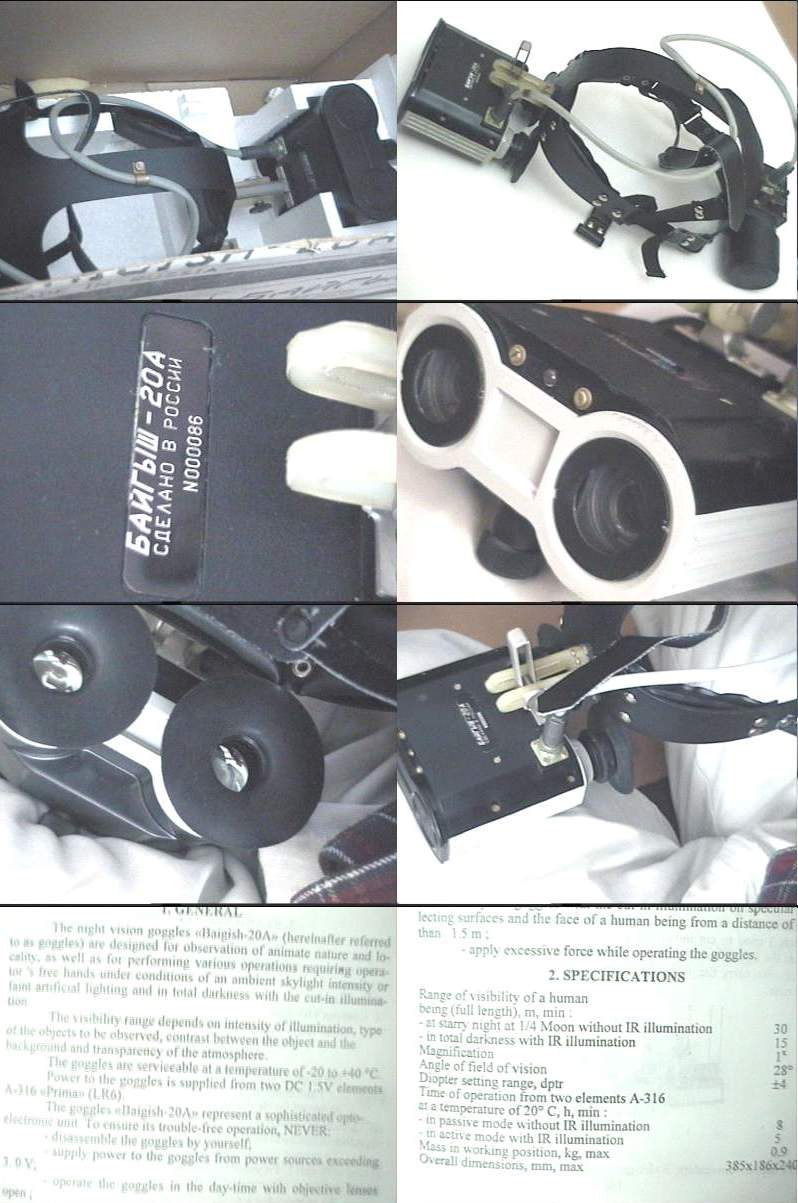 БАЙГЫШ-20А
СДЕЛАНО В РОССИИ
N000086
БАЙГЫШ-20А
1. GENERAL
The night vision goggles «Baigish-20A» (hereinafter referred
to as goggles) are designed for observation of animate nature and lo-
cality, as well as for performing various operations requiring opera-
tor 's free hands under conditions of an ambient skylight intensity or
faint artificial lighting and in total darkness with the cut-in illumina-
tion
The visibility range depends on intensity of illumination, type
of the objects to be observed, contrast between the object and the
background and transparency of the atmosphere.
The goggles are serviceable at a temperature of -20 to +40 °C.
Power to the goggles is supplied from two DC 1.5V elements
A-316 «Prima» (LR6).
The goggles «Baigish-20A» represent a sophisticated opto-
electronic unit. To ensure its trouble-free operation, NEVER:
- disassemble the goggles by yourself;
- supply power to the goggles from power sources exceeding
3. 0 V;
- operate the goggles in the day-time with objective lenses
open ;
the cut-in illumination on specular
lecting surfaces and the face of a human being from a distance of
than 1.5 m ;
- apply excessive force while operating the goggles.
2. SPECIFICATIONS
Range of visibility of a human
being (full length), m, min :
- at starry night at 1/4 Moon without IR illumination 30
- in total darkness with IR illumination 15
Magnification 1x
Angle of field of vision 28°
Diopter setting range, dptr ±4
Time of operation from two elements A-316
at a temperature of 20° C, h, min :
- in passive mode without IR illumination 8
- in active mode with IR illumination 5
Mass in working position, kg, max 0.9
Overall dimensions, mm, max 385x186x240